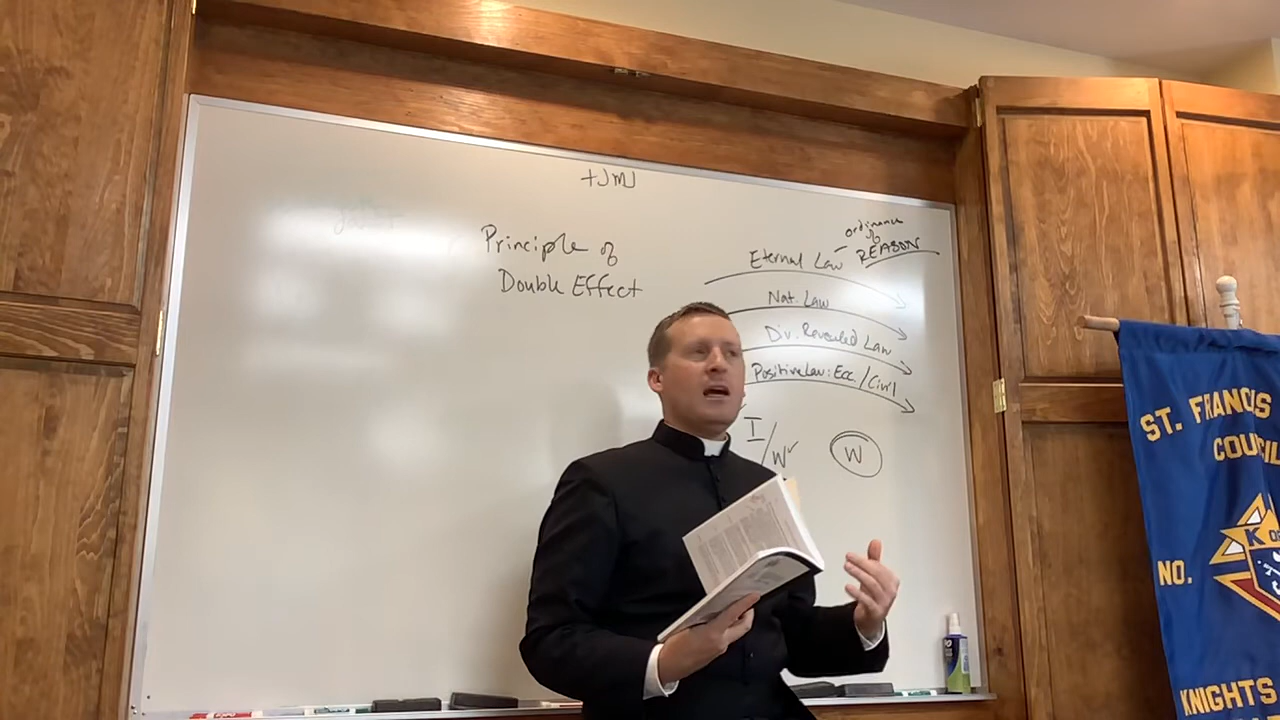 +JMJ
Principle of
Double Effect
ordinance
of
Eternal Law - REASON
Nat. Law
Div. Revealed Law
Positive Law: Ecc. / Civil
I / W
W
ST. FRANCIS
COUNCIL
NO.
K OF
KNIGHTS